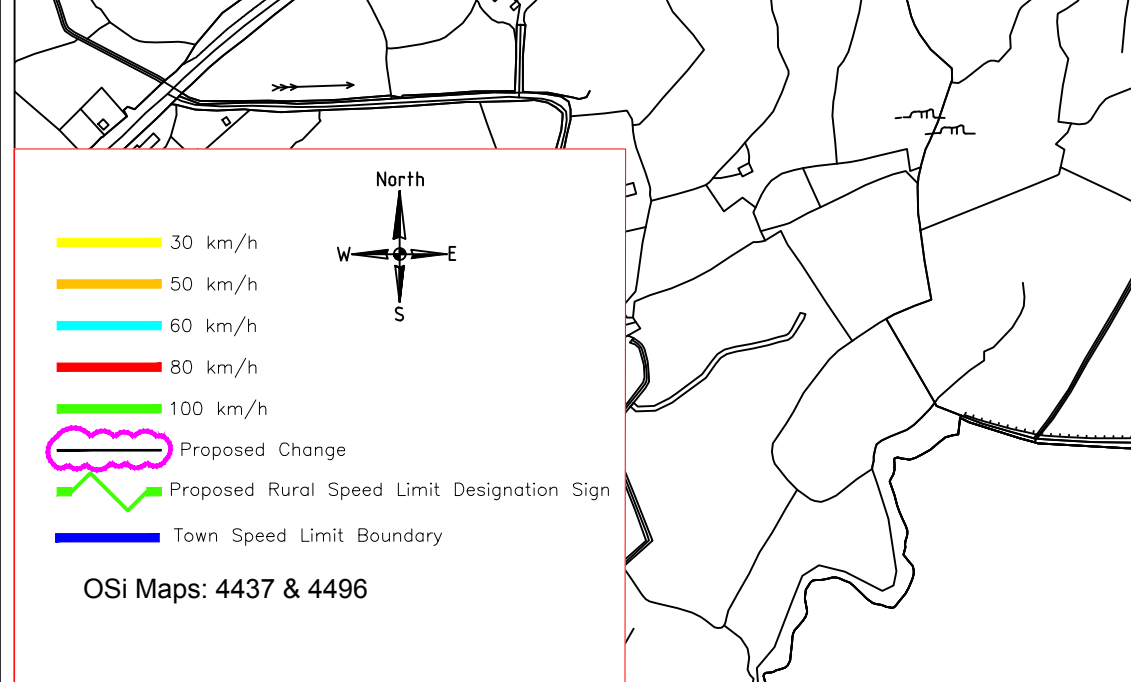 North
W E
S
30 km/h
50 km/h
60 km/h
80 km/h
100 km/h
Proposed Change
Proposed Rural Speed Limit Designation Sign
Town Speed Limit Boundary
OSi Maps: 4437 & 4496